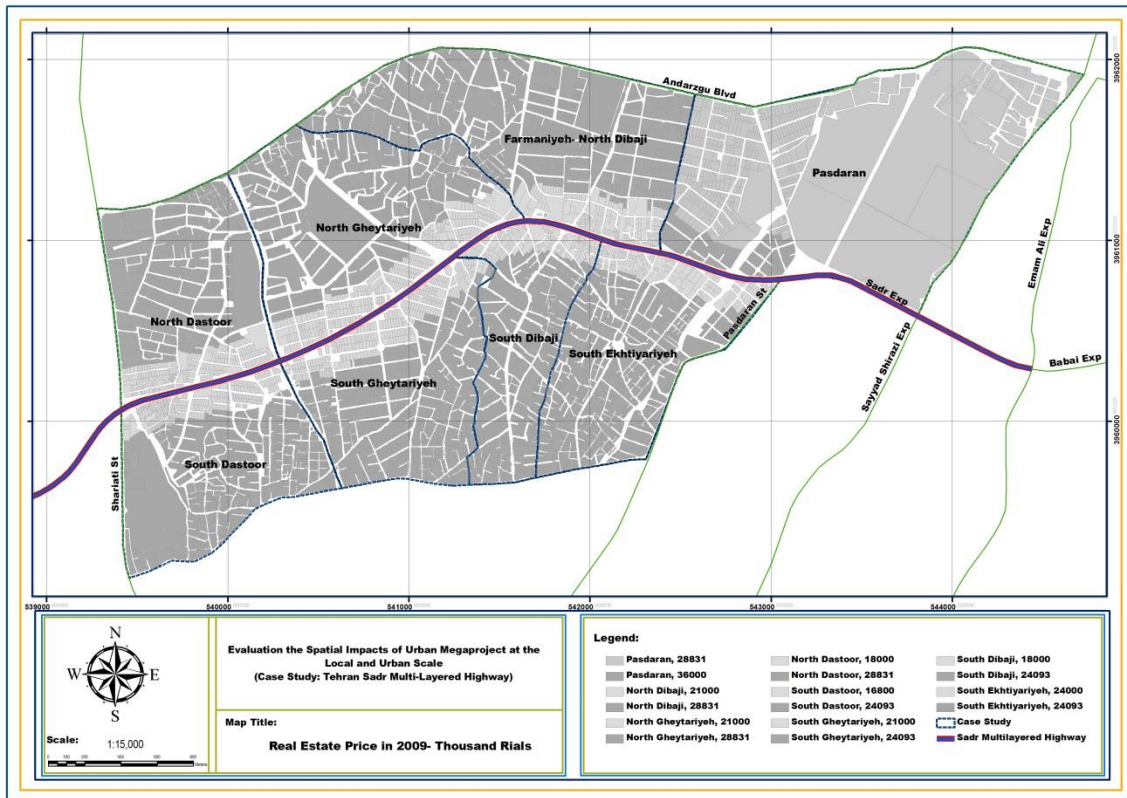 Andarzgu Blvd
Farmaniyeh- North Dibaji
Pasdaran
North Gheytariyeh
North Dastoor
South Dibaji
South Ekhtiyariyeh
South Gheytariyeh
South Dastoor
Shariati St
Pasdaran St
Sadr Exp
Sayyad Shirazi Exp
Emam Ali Exp
Babai Exp
3962000
3961000
3960000
539000
540000
541000
542000
543000
544000
N
W
E
S
Scale:
1:15,000
Evaluation the Spatial Impacts of Urban Megaproject at the
Local and Urban Scale
(Case Study: Tehran Sadr Multi-Layered Highway)
Map Title:
Real Estate Price in 2009- Thousand Rials
Legend:
Pasdaran, 28831
Pasdaran, 36000
North Dibaji, 21000
North Dibaji, 28831
North Gheytariyeh, 21000
North Gheytariyeh, 28831
North Dastoor, 18000
North Dastoor, 28831
South Dastoor, 16800
South Dastoor, 24093
South Gheytariyeh, 21000
South Gheytariyeh, 24093
South Dibaji, 18000
South Dibaji, 24093
South Ekhtiyariyeh, 24000
South Ekhtiyariyeh, 24093
Case Study
Sadr Multilayered Highway